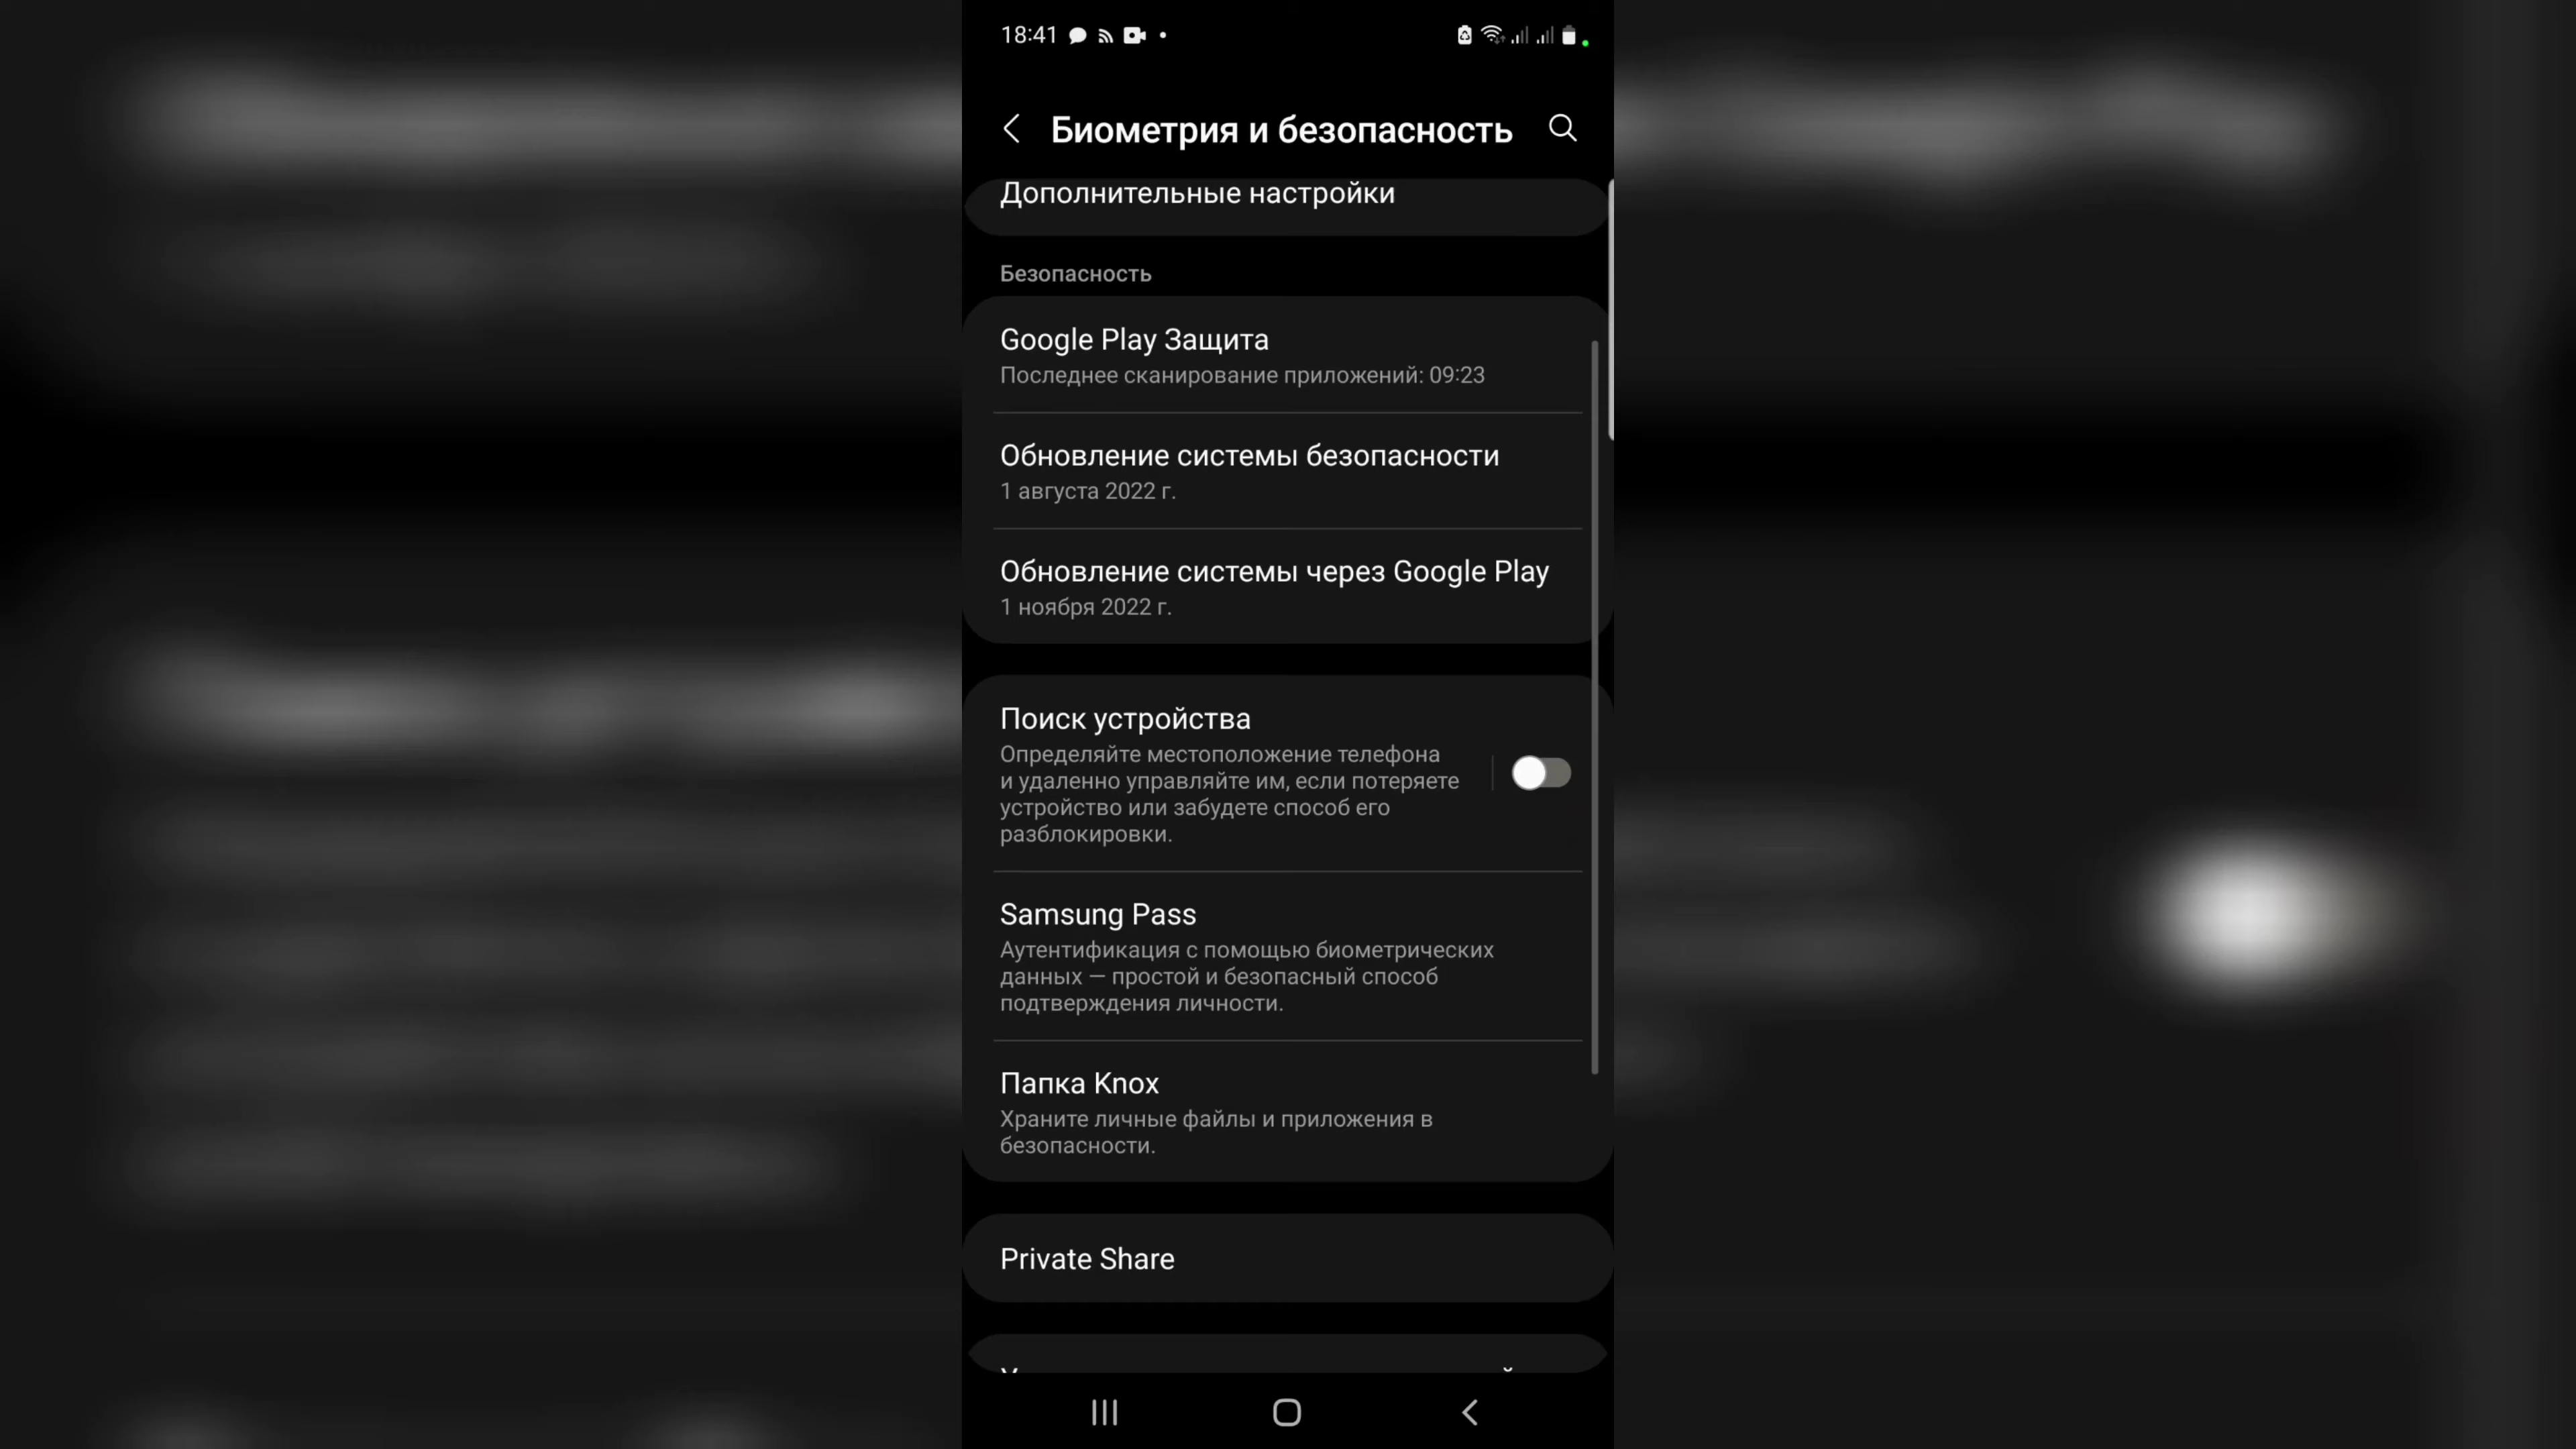 18:41
Биометрия и безопасность
Дополнительные настройки
Безопасность
Google Play Защита
Последнее сканирование приложений: 09:23
Обновление системы безопасности
1 августа 2022 г.
Обновление системы через Google Play
1 ноября 2022 г.
Поиск устройства
Определяйте местоположение телефона
и удаленно управляйте им, если потеряете
устройство или забудете способ его
разблокировки.
Samsung Pass
Аутентификация с помощью биометрических
данных — простой и безопасный способ
подтверждения личности.
Папка Knox
Храните личные файлы и приложения в
безопасности.
Private Share